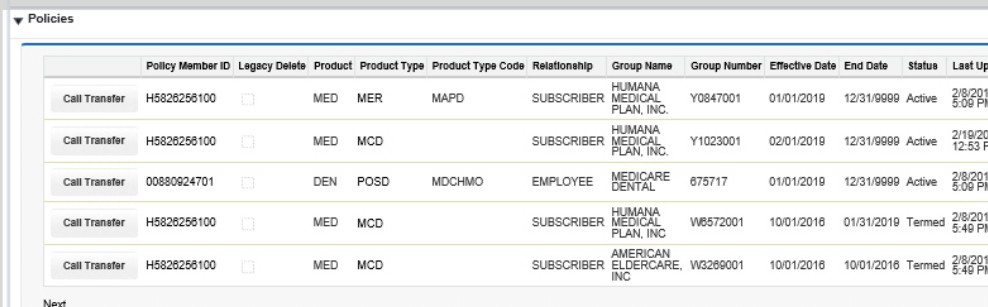 Policies
Policy Member ID Legacy Delete Product Product Type Product Type Code Relationship Group Name Group Number Effective Date End Date Status Last Up
Call Transfer H5826256100 MED MER MAPD SUBSCRIBER HUMANA MEDICAL PLAN, INC. Y0847001 01/01/2019 12/31/9999 Active 2/8/201 5:09 PM
Call Transfer H5826256100 MED MCD SUBSCRIBER HUMANA MEDICAL PLAN, INC. Y1023001 02/01/2019 12/31/9999 Active 2/19/20 12:53 P
Call Transfer 00880924701 DEN POSD MDCHMO EMPLOYEE MEDICARE DENTAL 675717 01/01/2019 12/31/9999 Active 2/8/201 5:09 PM
Call Transfer H5826256100 MED MCD SUBSCRIBER HUMANA MEDICAL PLAN, INC W6572001 10/01/2016 01/31/2019 Termed 2/8/201 5:49 PM
Call Transfer H5826256100 MED MCD SUBSCRIBER AMERICAN ELDERCARE, INC W3269001 10/01/2016 10/01/2016 Termed 2/8/201 5:49 PM
Next